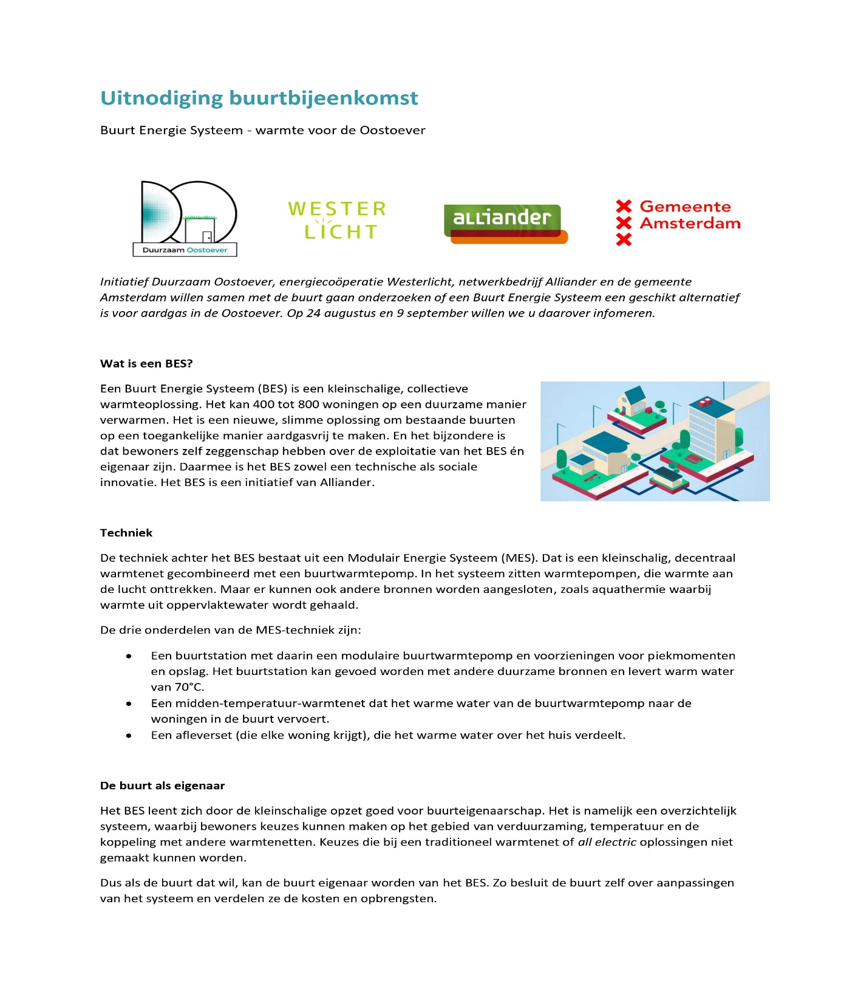 Uitnodiging buurtbijeenkomst
Buurt Energie Systeem - warmte voor de Oostoever
Duurzaam Oostoever
WESTER
LICHT
alliander
Gemeente
Amsterdam
Initiatief Duurzaam Oostoever, energiecoöperatie Westerlicht, netwerkbedrijf Alliander en de gemeente
Amsterdam willen samen met de buurt gaan onderzoeken of een Buurt Energie Systeem een geschikt alternatief
is voor aardgas in de Oostoever. Op 24 augustus en 9 september willen we u daarover infomeren.
Wat is een BES?
Een Buurt Energie Systeem (BES) is een kleinschalige, collectieve
warmteoplossing. Het kan 400 tot 800 woningen op een duurzame manier
verwarmen. Het is een nieuwe, slimme oplossing om bestaande buurten
op een toegankelijke manier aardgasvrij te maken. En het bijzondere is
dat bewoners zelf zeggenschap hebben over de exploitatie van het BES én
eigenaar zijn. Daarmee is het BES zowel een technische als sociale
innovatie. Het BES is een initiatief van Alliander.
Techniek
De techniek achter het BES bestaat uit een Modulair Energie Systeem (MES). Dat is een kleinschalig, decentraal
warmtenet gecombineerd met een buurtwarmtepomp. In het systeem zitten warmtepompen, die warmte aan
de lucht onttrekken. Maar er kunnen ook andere bronnen worden aangesloten, zoals aquathermie waarbij
warmte uit oppervlaktewater wordt gehaald.
De drie onderdelen van de MES-techniek zijn:
• Een buurtstation met daarin een modulaire buurtwarmtepomp en voorzieningen voor piekmomenten
en opslag. Het buurtstation kan gevoed worden met andere duurzame bronnen en levert warm water
van 70°C.
• Een midden-temperatuur-warmtenet dat het warme water van de buurtwarmtepomp naar de
woningen in de buurt vervoert.
• Een afleverset (die elke woning krijgt), die het warme water over het huis verdeelt.
De buurt als eigenaar
Het BES leent zich door de kleinschalige opzet goed voor buurteigenaarschap. Het is namelijk een overzichtelijk
systeem, waarbij bewoners keuzes kunnen maken op het gebied van verduurzaming, temperatuur en de
koppeling met andere warmtenetten. Keuzes die bij een traditioneel warmtenet of all electric oplossingen niet
gemaakt kunnen worden.
Dus als de buurt dat wil, kan de buurt eigenaar worden van het BES. Zo besluit de buurt zelf over aanpassingen
van het systeem en verdelen ze de kosten en opbrengsten.